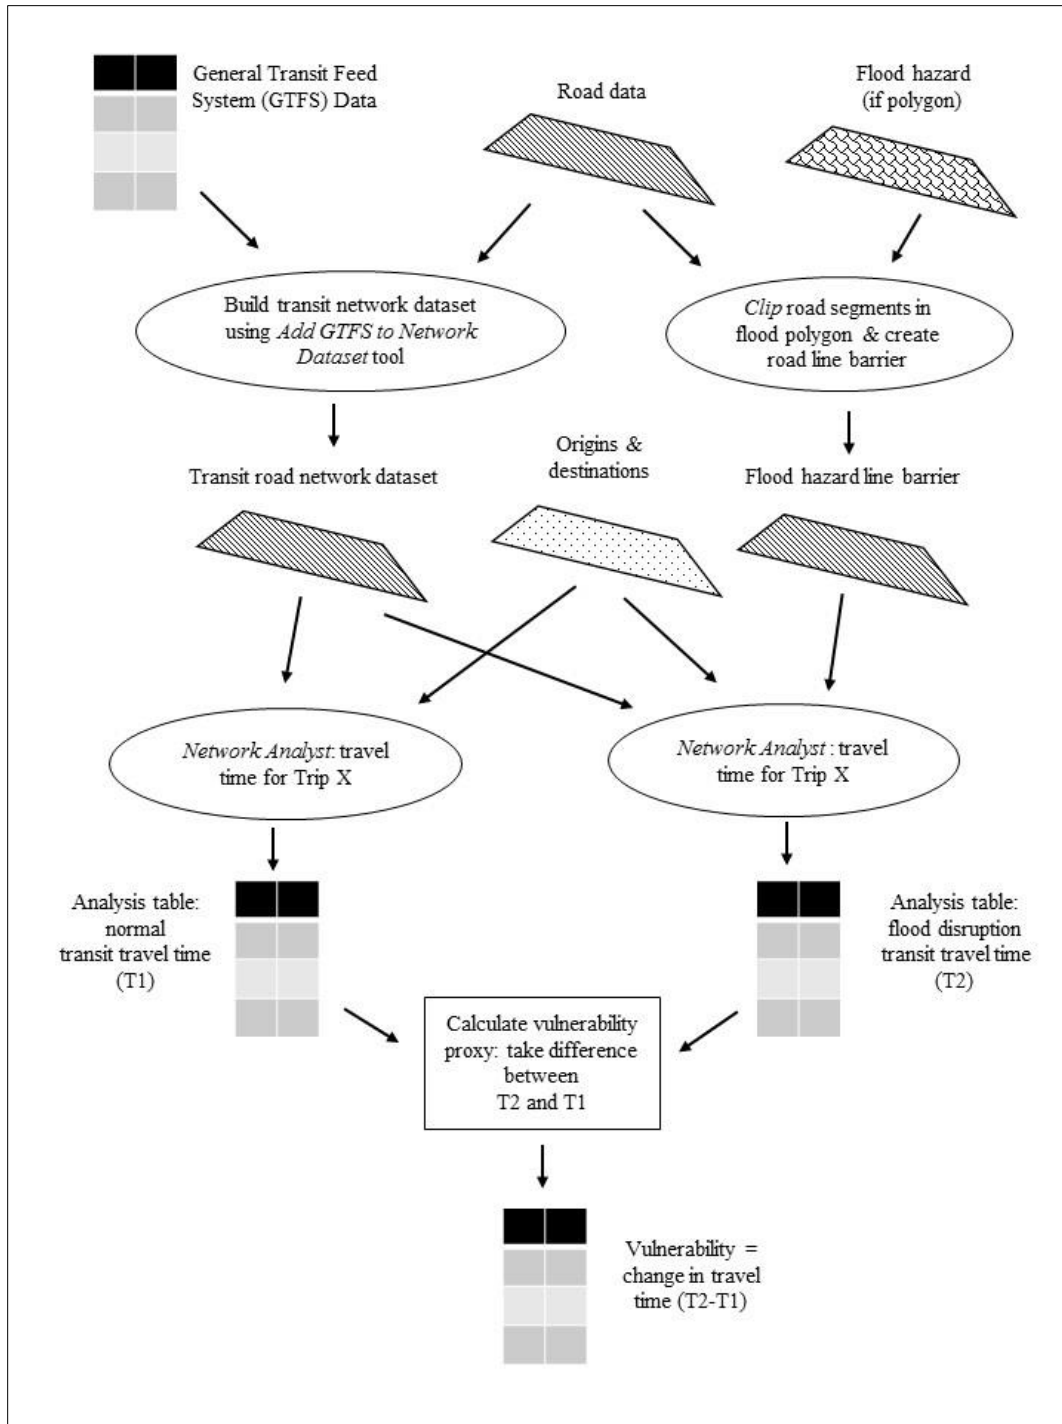 General Transit Feed
System (GTFS) Data
Road data
Flood hazard
(if polygon)
Build transit network dataset
using Add GTFS to Network
Dataset tool
Clip road segments in
flood polygon & create
road line barrier
Transit road network dataset
Origins &
destinations
Flood hazard line barrier
Network Analyst: travel
time for Trip X
Network Analyst : travel
time for Trip X
Analysis table:
normal
transit travel time
(T1)
Analysis table:
flood disruption
transit travel time
(T2)
Calculate vulnerability
proxy: take difference
between
T2 and T1
Vulnerability =
change in travel
time (T2-T1)